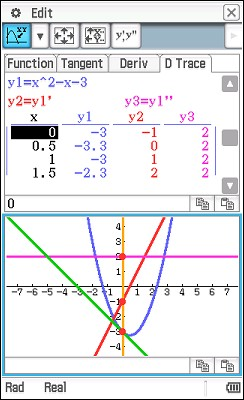 Edit
y',y"
Function Tangent Deriv D Trace
y1=x^2-x-3
y2=y1' y3=y1''
x y1 y2 y3
0 -3 -1 2
0.5 -3.3 0 2
1 -3 1 2
1.5 -2.3 2 2
0
4
3
2
1
-7 -6 -5 -4 -3 -2 -1 1 2 3 4 5 6 7
-1
-2
-3
-4
Rad Real